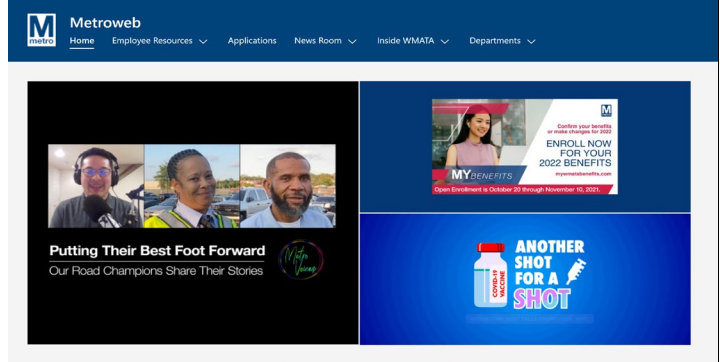 M
metro
Metroweb
Home Employee Resources Applications News Room Inside WMATA Departments
Putting Their Best Foot Forward
Our Road Champions Share Their Stories
Metro
Voices
M
Confirm your benefits
or make changes for 2022
ENROLL NOW
FOR YOUR
2022 BENEFITS
mywmatabenefits.com
MYBENEFITS
Open Enrollment is October 20 through November 10, 2021.
COVID-19
VACCINE
ANOTHER
SHOT
FOR A
SHOT